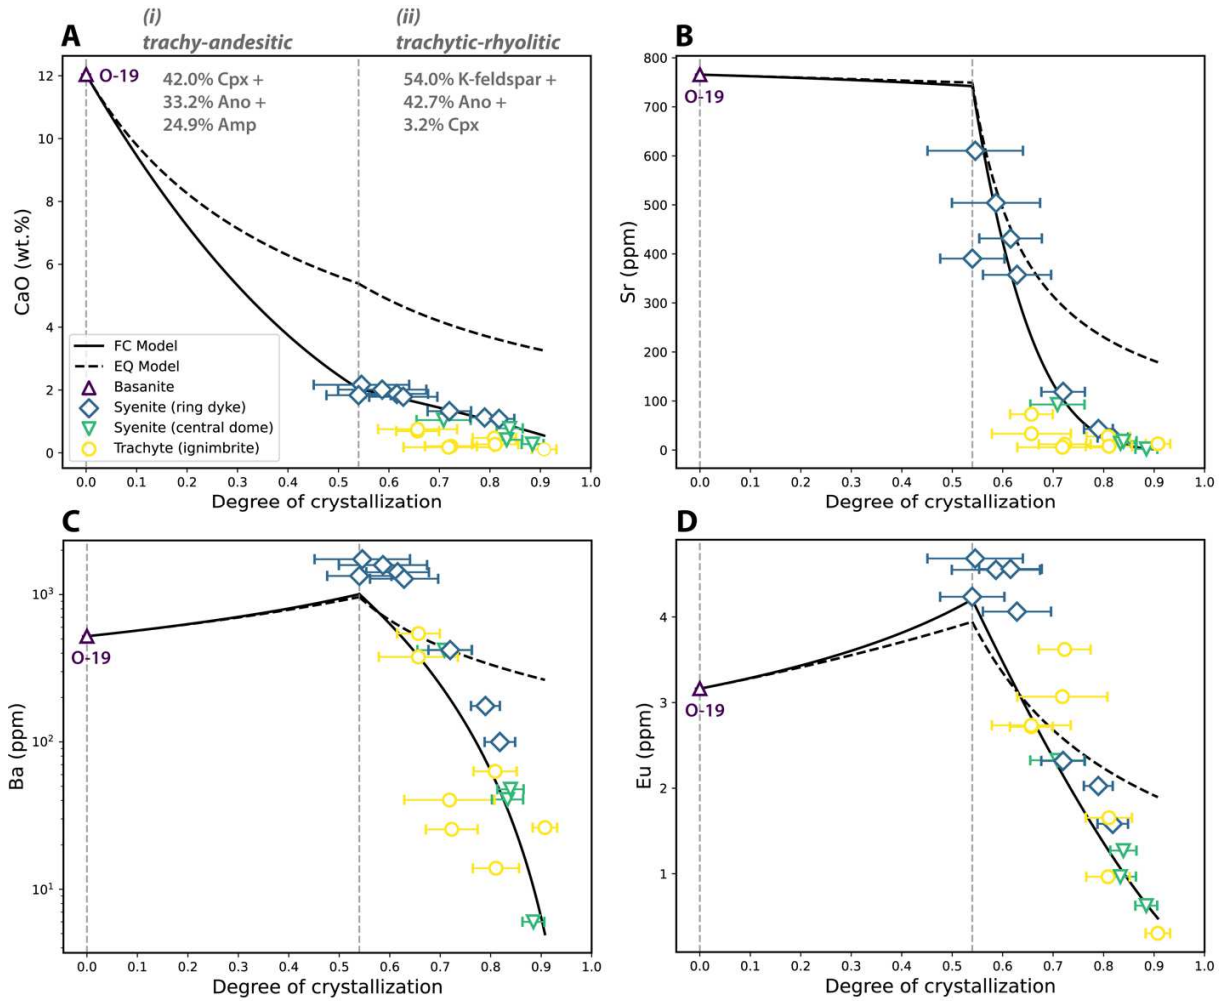 A
(i)
trachy-andesitic
(ii)
trachytic-rhyolitic
O-19
42.0% Cpx +
33.2% Ano +
24.9% Amp
54.0% K-feldspar +
42.7% Ano +
3.2% Cpx
CaO (wt.%)
12
10
8
6
4
2
0
FC Model
EQ Model
Basanite
Syenite (ring dyke)
Syenite (central dome)
Trachyte (ignimbrite)
0.0 0.1 0.2 0.3 0.4 0.5 0.6 0.7 0.8 0.9 1.0
Degree of crystallization
B
O-19
Sr (ppm)
800
700
600
500
400
300
200
100
0
0.0 0.1 0.2 0.3 0.4 0.5 0.6 0.7 0.8 0.9 1.0
Degree of crystallization
C
O-19
Ba (ppm)
10³
10²
10¹
0.0 0.1 0.2 0.3 0.4 0.5 0.6 0.7 0.8 0.9 1.0
Degree of crystallization
D
O-19
Eu (ppm)
4
3
2
1
0.0 0.1 0.2 0.3 0.4 0.5 0.6 0.7 0.8 0.9 1.0
Degree of crystallization